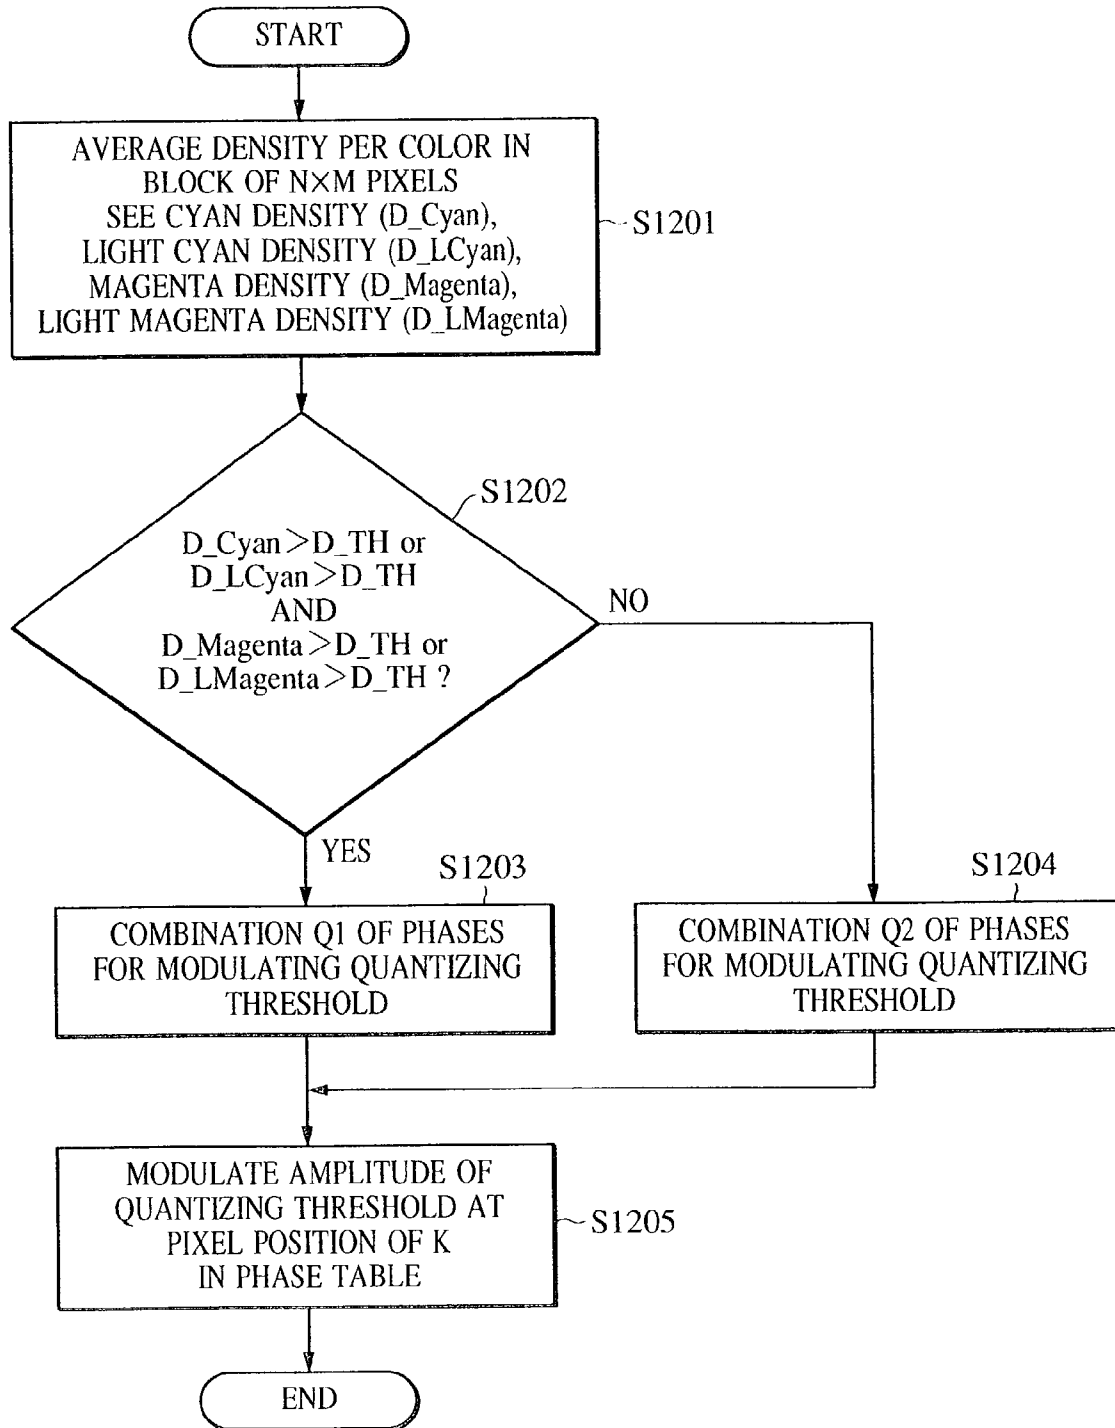 START
AVERAGE DENSITY PER COLOR IN
BLOCK OF N×M PIXELS
SEE CYAN DENSITY (D_Cyan),
LIGHT CYAN DENSITY (D_LCyan),
MAGENTA DENSITY (D_Magenta),
LIGHT MAGENTA DENSITY (D_LMagenta)
S1201
S1202
D_Cyan>D_TH or
D_LCyan>D_TH
AND
D_Magenta>D_TH or
D_LMagenta>D_TH ?
NO
YES
S1203
COMBINATION Q1 OF PHASES
FOR MODULATING QUANTIZING
THRESHOLD
S1204
COMBINATION Q2 OF PHASES
FOR MODULATING QUANTIZING
THRESHOLD
MODULATE AMPLITUDE OF
QUANTIZING THRESHOLD AT
PIXEL POSITION OF K
IN PHASE TABLE
S1205
END